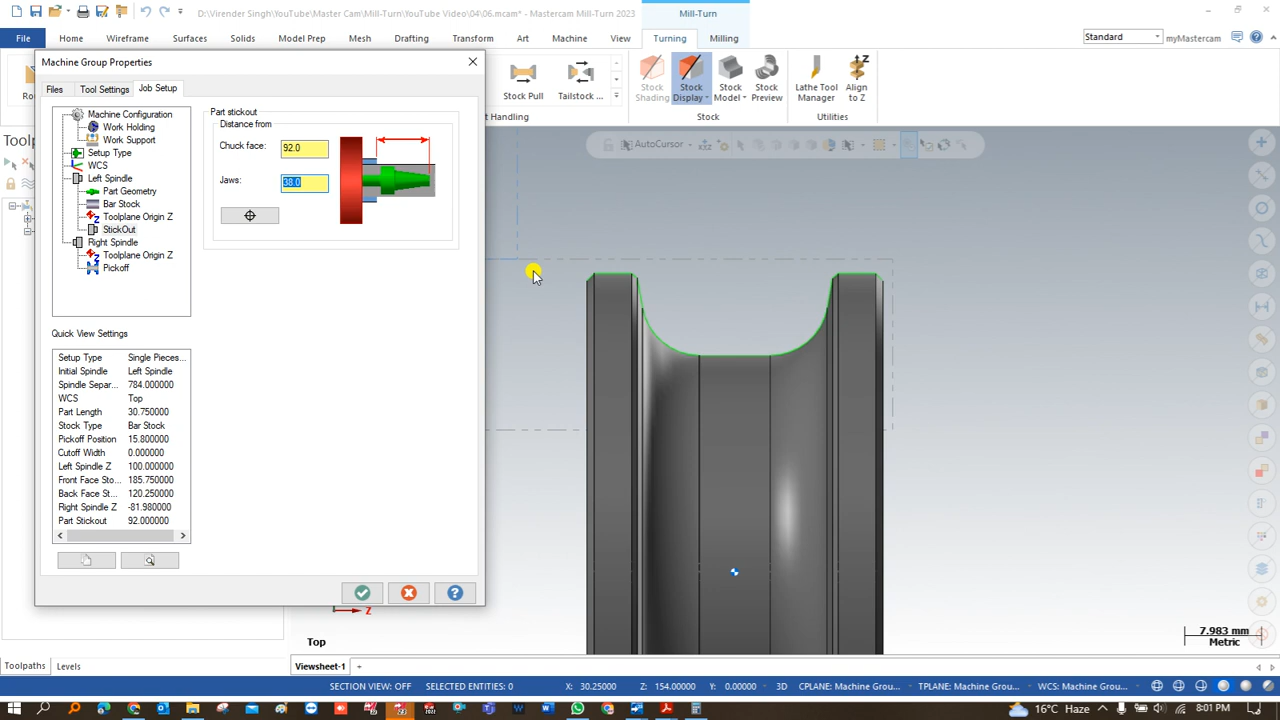 D:\Virender Singh\YouTube\Master Cam\Mill-Turn\YouTube Video\04\06.mcam* - Mastercam Mill-Turn 2023
Mill-Turn
File Home Wireframe Surfaces Solids Model Prep Mesh Drafting Transform Art Machine View Turning Milling
Standard
myMastercam
Stock Pull
Tailstock ...
Stock Shading
Stock Display
Stock Model
Stock Preview
Lathe Tool Manager
Align to Z
Stock
Utilities
AutoCursor
Machine Group Properties
Files Tool Settings Job Setup
Machine Configuration
Work Holding
Work Support
Setup Type
WCS
Left Spindle
Part Geometry
Bar Stock
Toolplane Origin Z
StickOut
Right Spindle
Toolplane Origin Z
Pickoff
Part stickout
Distance from
Chuck face: 92.0
Jaws: 38.0
Quick View Settings
Setup Type Single Pieces...
Initial Spindle Left Spindle
Spindle Separ... 784.000000
WCS Top
Part Length 30.750000
Stock Type Bar Stock
Pickoff Position 15.800000
Cutoff Width 0.000000
Left Spindle Z 100.000000
Front Face Sto... 185.750000
Back Face St... 120.250000
Right Spindle Z -81.980000
Part Stickout 92.000000
Z
Top
7.983 mm
Metric
Toolpaths Levels
Viewsheet-1 +
SECTION VIEW: OFF SELECTED ENTITIES: 0 X: 30.25000 Z: 154.00000 Y: 0.00000 3D CPLANE: Machine Grou... TPLANE: Machine Grou... WCS: Machine Grou...
16°C Haze
8:01 PM